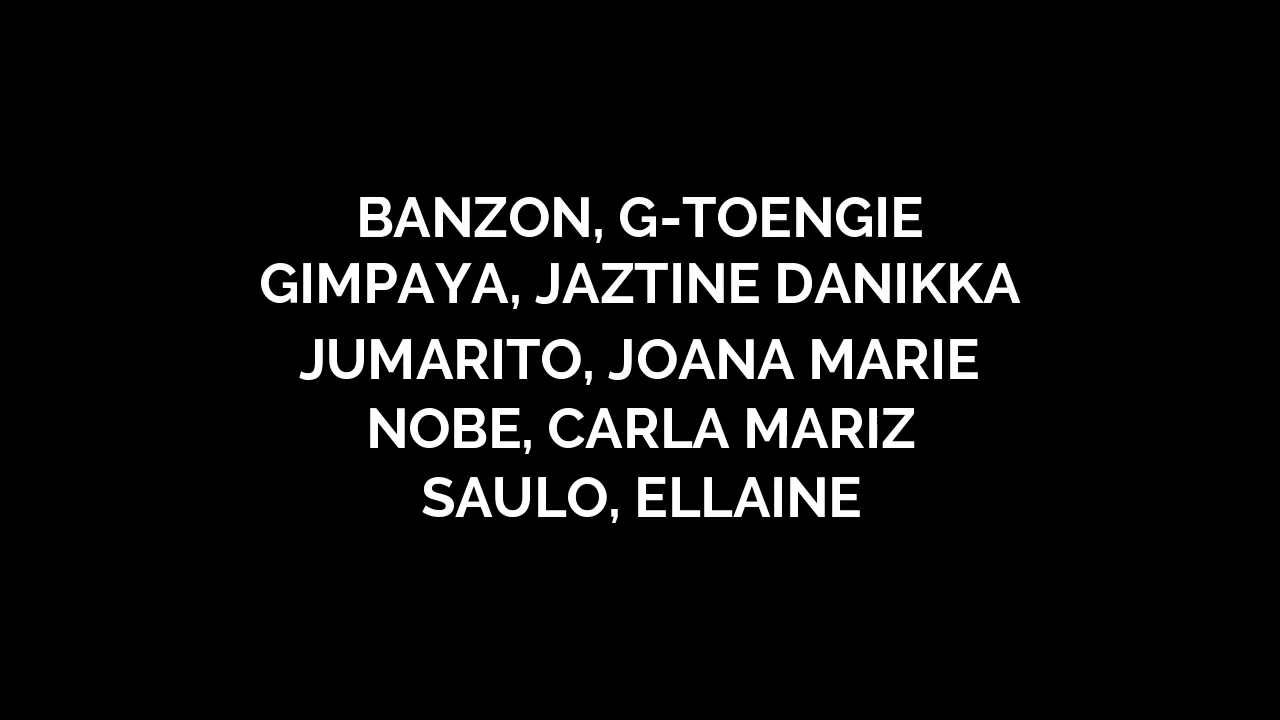 BANZON, G-TOENGIE
GIMPAYA, JAZTINE DANIKKA
JUMARITO, JOANA MARIE
NOBE, CARLA MARIZ
SAULO, ELLAINE